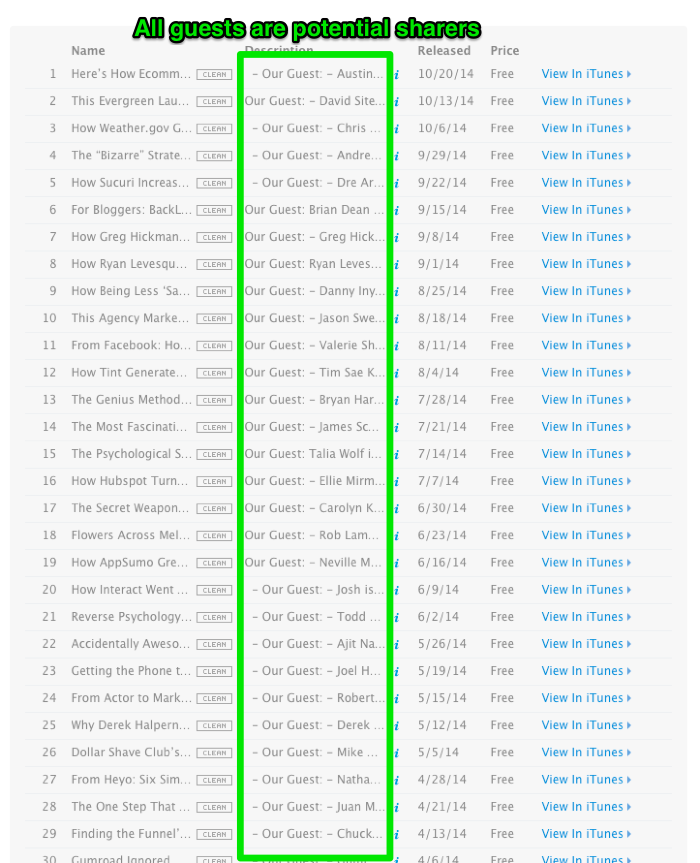 All guests are potential sharers
Name Description Released Price
1 Here's How Ecomm... CLEAN – Our Guest: – Austin... i 10/20/14 Free View In iTunes
2 This Evergreen Lau... CLEAN Our Guest: – David Site... i 10/13/14 Free View In iTunes
3 How Weather.gov G... CLEAN – Our Guest: – Chris ... i 10/6/14 Free View In iTunes
4 The “Bizarre” Strate... CLEAN – Our Guest: – Andre... i 9/29/14 Free View In iTunes
5 How Sucuri Increas... CLEAN – Our Guest: – Dre Ar... i 9/22/14 Free View In iTunes
6 For Bloggers: BackL... CLEAN Our Guest: Brian Dean ... i 9/15/14 Free View In iTunes
7 How Greg Hickman... CLEAN Our Guest: – Greg Hick... i 9/8/14 Free View In iTunes
8 How Ryan Levesqu... CLEAN Our Guest: Ryan Leves... i 9/1/14 Free View In iTunes
9 How Being Less ‘Sa... CLEAN Our Guest: – Danny Iny... i 8/25/14 Free View In iTunes
10 This Agency Marke... CLEAN Our Guest: – Jason Swe... i 8/18/14 Free View In iTunes
11 From Facebook: Ho... CLEAN Our Guest: – Valerie Sh... i 8/11/14 Free View In iTunes
12 How Tint Generate... CLEAN Our Guest: – Tim Sae K... i 8/4/14 Free View In iTunes
13 The Genius Method... CLEAN Our Guest: – Bryan Har... i 7/28/14 Free View In iTunes
14 The Most Fascinati... CLEAN Our Guest: – James Sc... i 7/21/14 Free View In iTunes
15 The Psychological S... CLEAN Our Guest: Talia Wolf i... i 7/14/14 Free View In iTunes
16 How Hubspot Turn... CLEAN Our Guest: – Ellie Mirm... i 7/7/14 Free View In iTunes
17 The Secret Weapon... CLEAN Our Guest: – Carolyn K... i 6/30/14 Free View In iTunes
18 Flowers Across Mel... CLEAN Our Guest: – Rob Lam... i 6/23/14 Free View In iTunes
19 How AppSumo Gre... CLEAN Our Guest: – Neville M... i 6/16/14 Free View In iTunes
20 How Interact Went ... CLEAN – Our Guest: – Josh is... i 6/9/14 Free View In iTunes
21 Reverse Psychology... CLEAN – Our Guest: – Todd ... i 6/2/14 Free View In iTunes
22 Accidentally Aweso... CLEAN – Our Guest: – Ajit Na... i 5/26/14 Free View In iTunes
23 Getting the Phone t... CLEAN – Our Guest: – Joel H... i 5/19/14 Free View In iTunes
24 From Actor to Mark... CLEAN – Our Guest: – Robert... i 5/15/14 Free View In iTunes
25 Why Derek Halpern... CLEAN – Our Guest: – Derek ... i 5/12/14 Free View In iTunes
26 Dollar Shave Club's... CLEAN – Our Guest: – Mike ... i 5/5/14 Free View In iTunes
27 From Heyo: Six Sim... CLEAN – Our Guest: – Natha... i 4/28/14 Free View In iTunes
28 The One Step That ... CLEAN – Our Guest: – Juan M... i 4/21/14 Free View In iTunes
29 Finding the Funnel'... CLEAN – Our Guest: – Chuck... i 4/13/14 Free View In iTunes
30 Gumroad Ignored CLEAN 4/6/14 Free View In iTunes